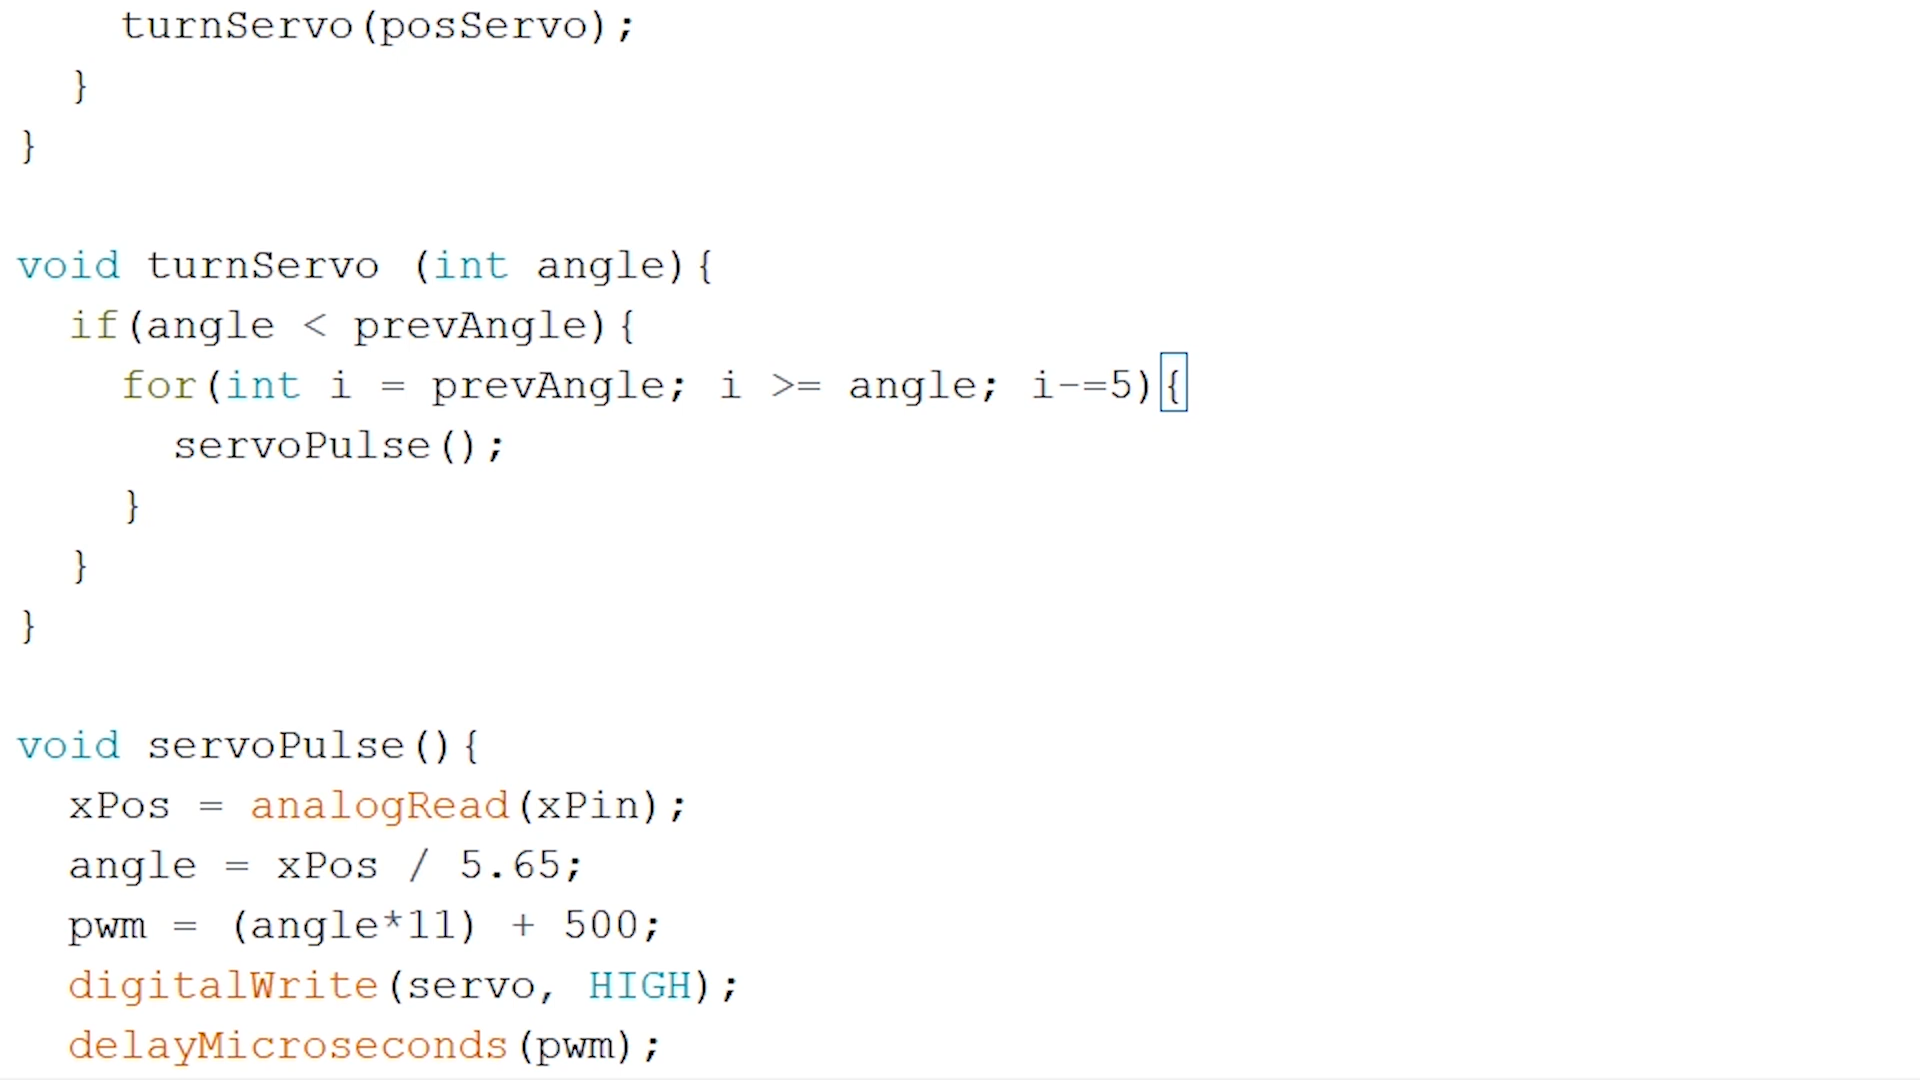 turnServo(posServo);
}
}
void turnServo (int angle){
if(angle < prevAngle){
for(int i = prevAngle; i >= angle; i-=5){
servoPulse();
}
}
}
void servoPulse(){
xPos = analogRead(xPin);
angle = xPos / 5.65;
pwm = (angle*11) + 500;
digitalWrite(servo, HIGH);
delayMicroseconds(pwm);